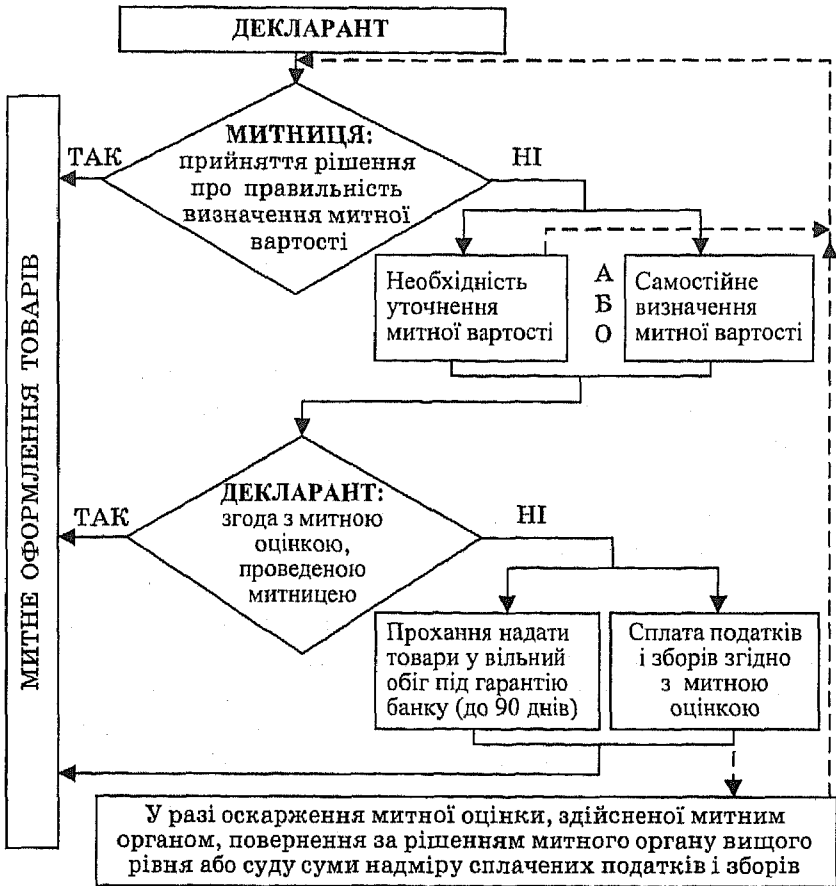 ДЕКЛАРАНТ
МИТНИЦЯ:
прийняття рішення
про правильність
визначення митної
вартості
ТАК
НІ
Необхідність
уточнення
митної вартості
А
Б
О
Самостійне
визначення
митної вартості
МИТНЕ ОФОРМЛЕННЯ ТОВАРІВ
ДЕКЛАРАНТ:
згода з митною
оцінкою,
проведеною
митницею
ТАК
НІ
Прохання надати
товари у вільний
обіг під гарантію
банку (до 90 днів)
Сплата податків
і зборів згідно
з митною
оцінкою
У разі оскарження митної оцінки, здійсненої митним
органом, повернення за рішенням митного органу вищого
рівня або суду суми надміру сплачених податків і зборів